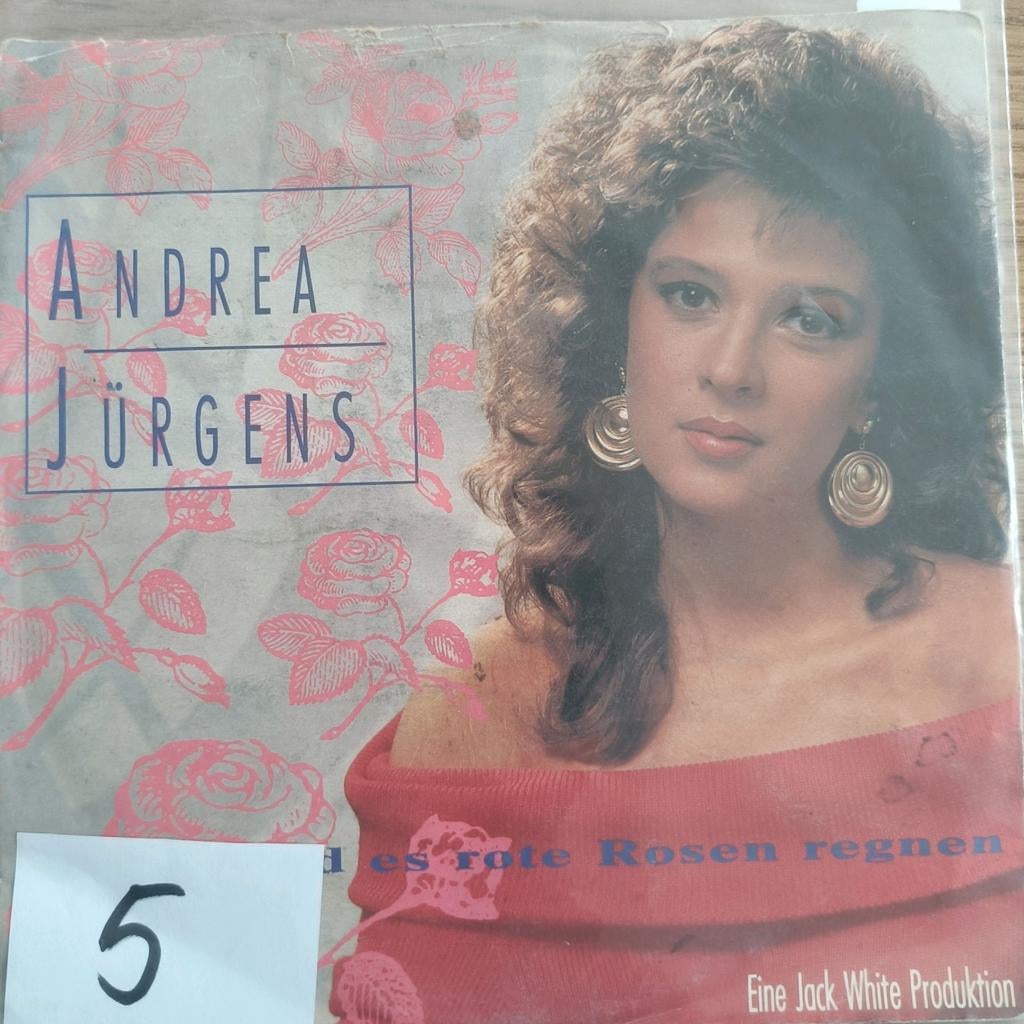 ANDREA
JÜRGENS
d es rote Rosen regnen
5
Eine Jack White Produktion